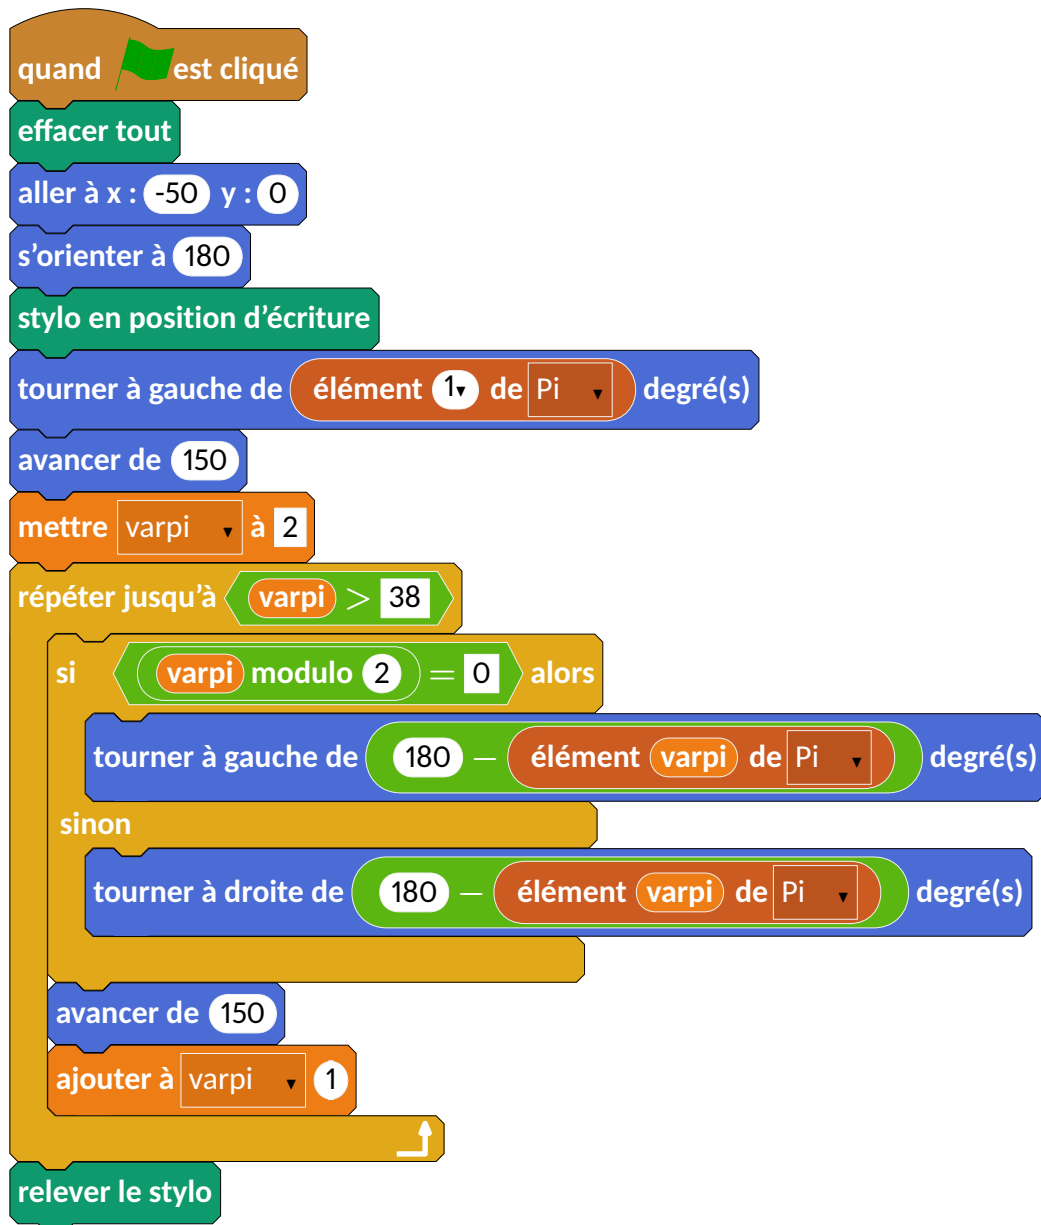 quand est cliqué
effacer tout
aller à x : -50 y : 0
s’orienter à 180
stylo en position d’écriture
tourner à gauche de élément 1▾ de Pi ▾ degré(s)
avancer de 150
mettre varpi ▾ à 2
répéter jusqu’à varpi > 38
si varpi modulo 2 = 0 alors
tourner à gauche de 180 − élément varpi de Pi ▾ degré(s)
sinon
tourner à droite de 180 − élément varpi de Pi ▾ degré(s)
avancer de 150
ajouter à varpi ▾ 1
relever le stylo